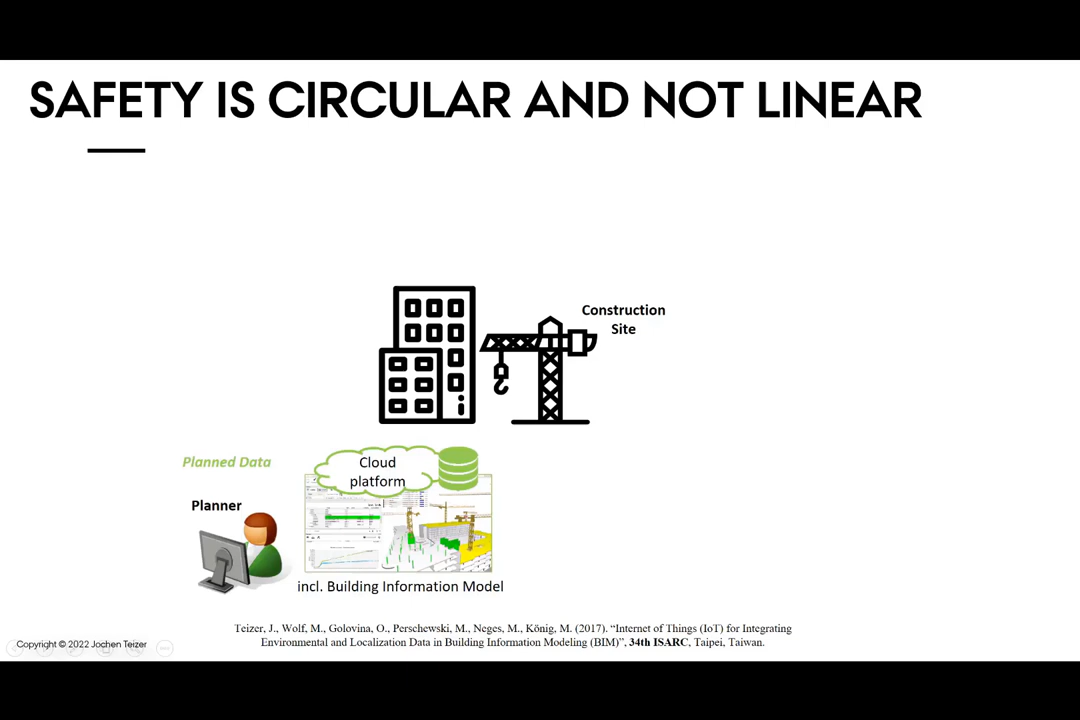 SAFETY IS CIRCULAR AND NOT LINEAR
Construction
Site
Planned Data
Cloud
platform
Planner
incl. Building Information Model
Teizer, J., Wolf, M., Golovina, O., Perschewski, M., Neges, M., König, M. (2017). “Internet of Things (IoT) for Integrating
Environmental and Localization Data in Building Information Modeling (BIM)”, 34th ISARC, Taipei, Taiwan.
Copyright © 2022 Jochen Teizer